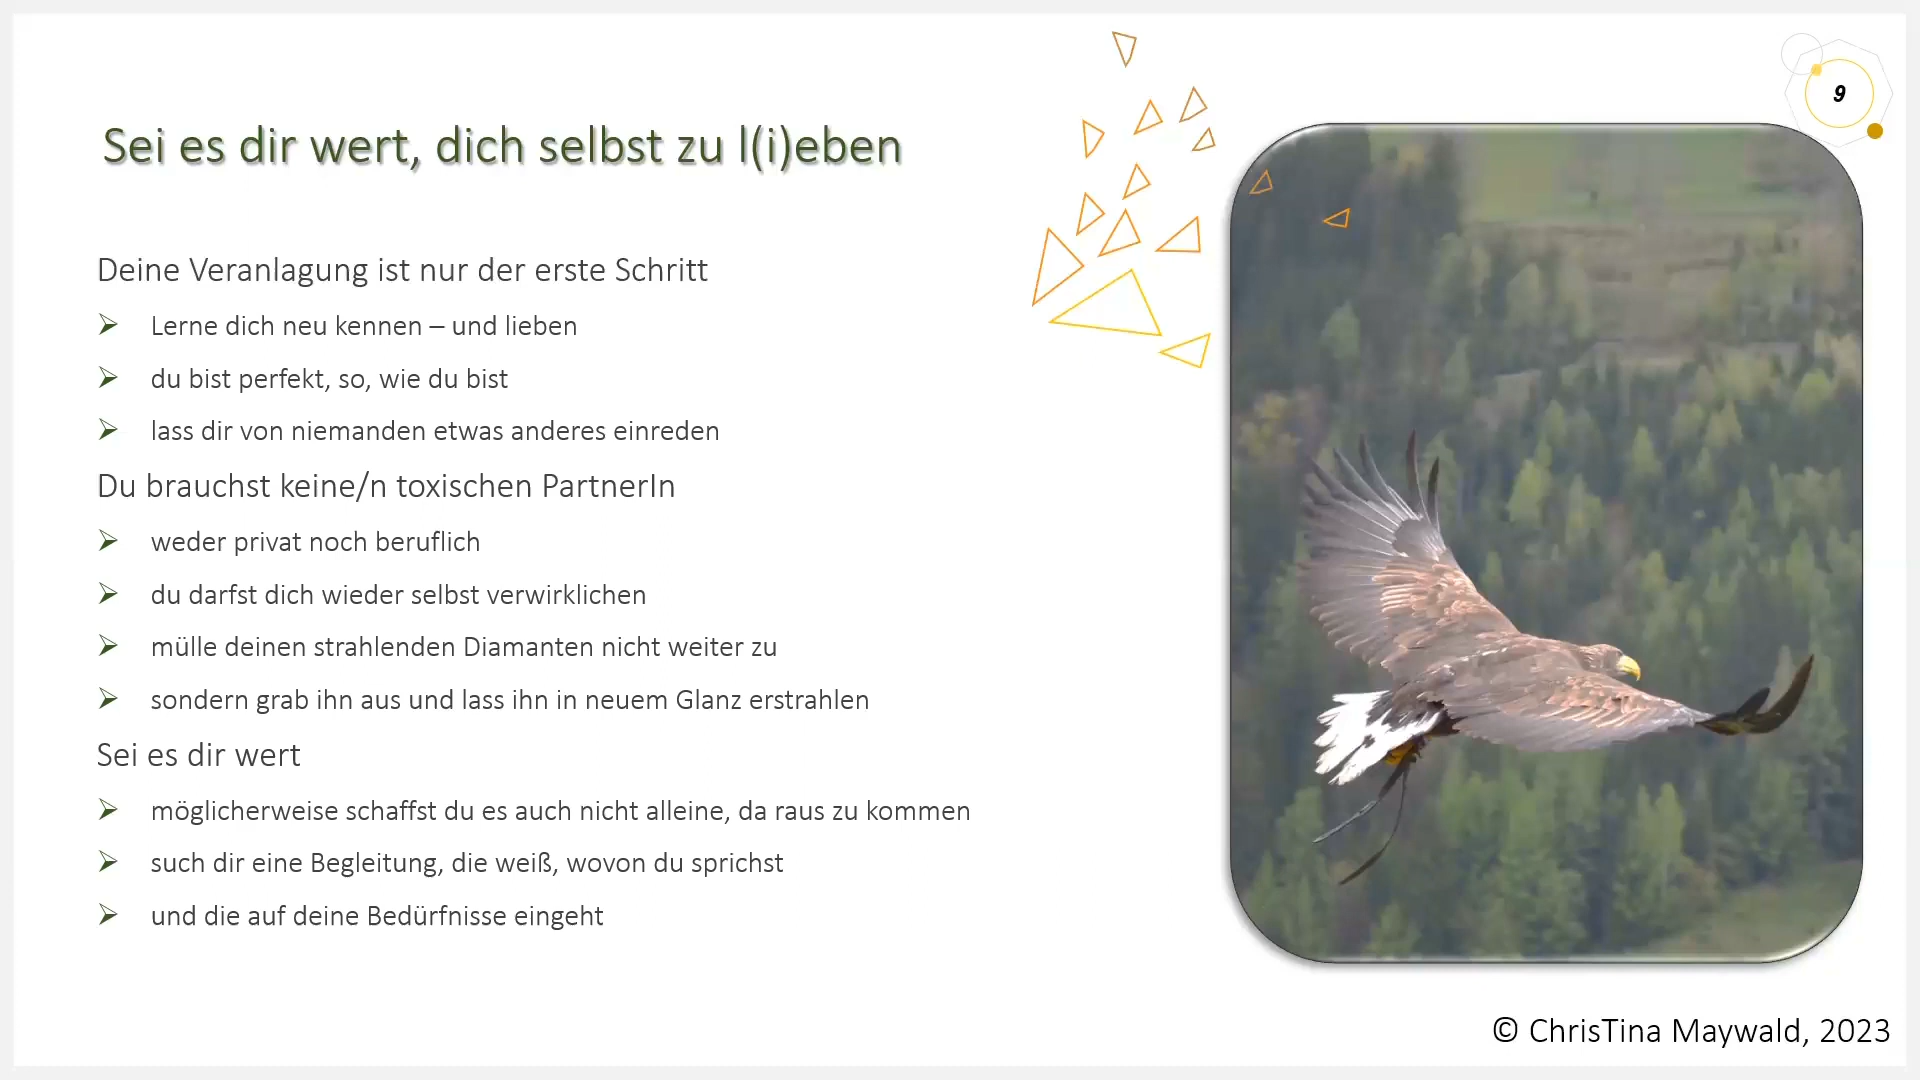 9
Sei es dir wert, dich selbst zu l(i)eben
Deine Veranlagung ist nur der erste Schritt
Lerne dich neu kennen – und lieben
du bist perfekt, so, wie du bist
lass dir von niemanden etwas anderes einreden
Du brauchst keine/n toxischen PartnerIn
weder privat noch beruflich
du darfst dich wieder selbst verwirklichen
mülle deinen strahlenden Diamanten nicht weiter zu
sondern grab ihn aus und lass ihn in neuem Glanz erstrahlen
Sei es dir wert
möglicherweise schaffst du es auch nicht alleine, da raus zu kommen
such dir eine Begleitung, die weiß, wovon du sprichst
und die auf deine Bedürfnisse eingeht
© ChrisTina Maywald, 2023